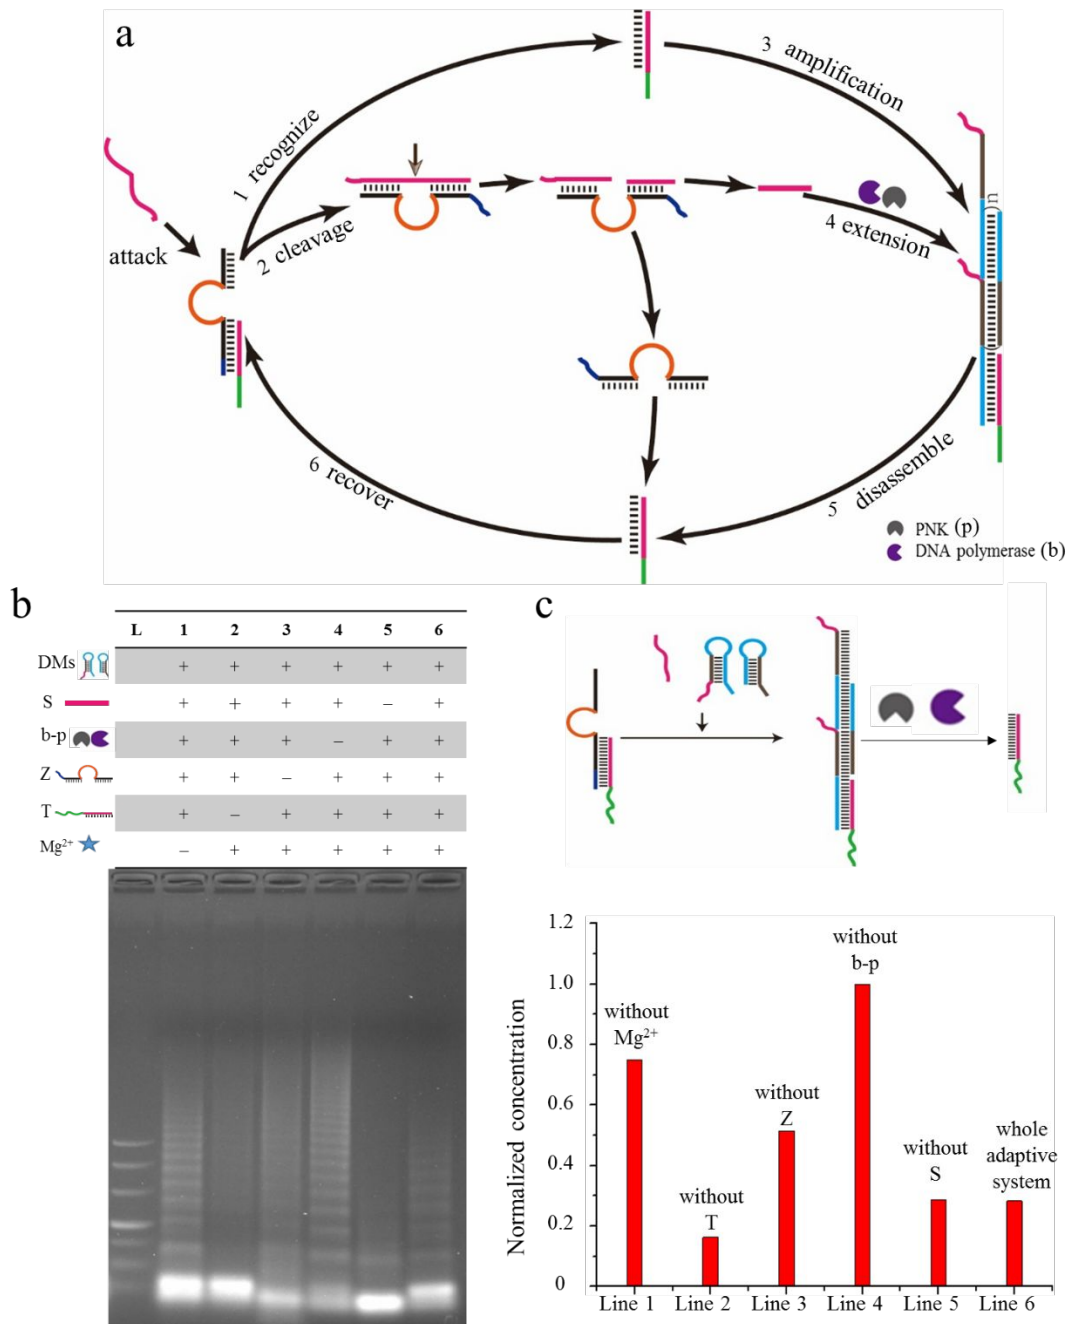 a
attack
1 recognize
2 cleavage
3 amplification
4 extension
n
5 disassemble
6 recover
PNK (p)
DNA polymerase (b)
b
L 1 2 3 4 5 6
DMs + + + + + +
S + + + + – +
b-p + + + – + +
Z + + – + + +
T + – + + + +
Mg²⁺ – + + + + +
c
Normalized concentration
1.2
1.0
0.8
0.6
0.4
0.2
0
without
Mg²⁺
without
T
without
Z
without
b-p
without
S
whole
adaptive
system
Line 1 Line 2 Line 3 Line 4 Line 5 Line 6